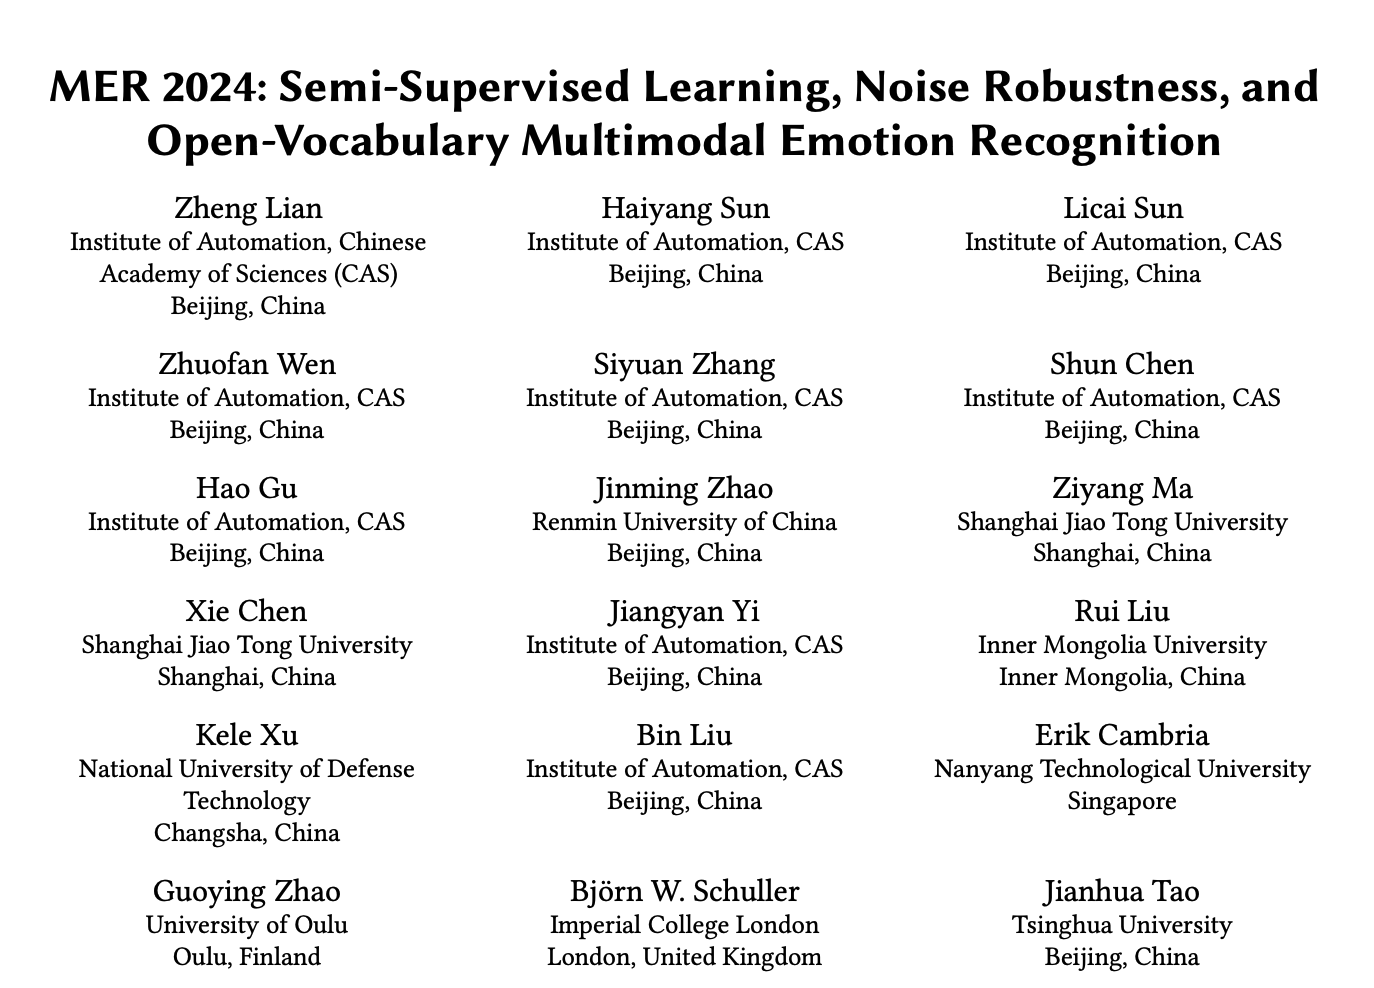 MER 2024: Semi-Supervised Learning, Noise Robustness, and
Open-Vocabulary Multimodal Emotion Recognition
Zheng Lian
Institute of Automation, Chinese
Academy of Sciences (CAS)
Beijing, China
Haiyang Sun
Institute of Automation, CAS
Beijing, China
Licai Sun
Institute of Automation, CAS
Beijing, China
Zhuofan Wen
Institute of Automation, CAS
Beijing, China
Siyuan Zhang
Institute of Automation, CAS
Beijing, China
Shun Chen
Institute of Automation, CAS
Beijing, China
Hao Gu
Institute of Automation, CAS
Beijing, China
Jinming Zhao
Renmin University of China
Beijing, China
Ziyang Ma
Shanghai Jiao Tong University
Shanghai, China
Xie Chen
Shanghai Jiao Tong University
Shanghai, China
Jiangyan Yi
Institute of Automation, CAS
Beijing, China
Rui Liu
Inner Mongolia University
Inner Mongolia, China
Kele Xu
National University of Defense
Technology
Changsha, China
Bin Liu
Institute of Automation, CAS
Beijing, China
Erik Cambria
Nanyang Technological University
Singapore
Guoying Zhao
University of Oulu
Oulu, Finland
Björn W. Schuller
Imperial College London
London, United Kingdom
Jianhua Tao
Tsinghua University
Beijing, China